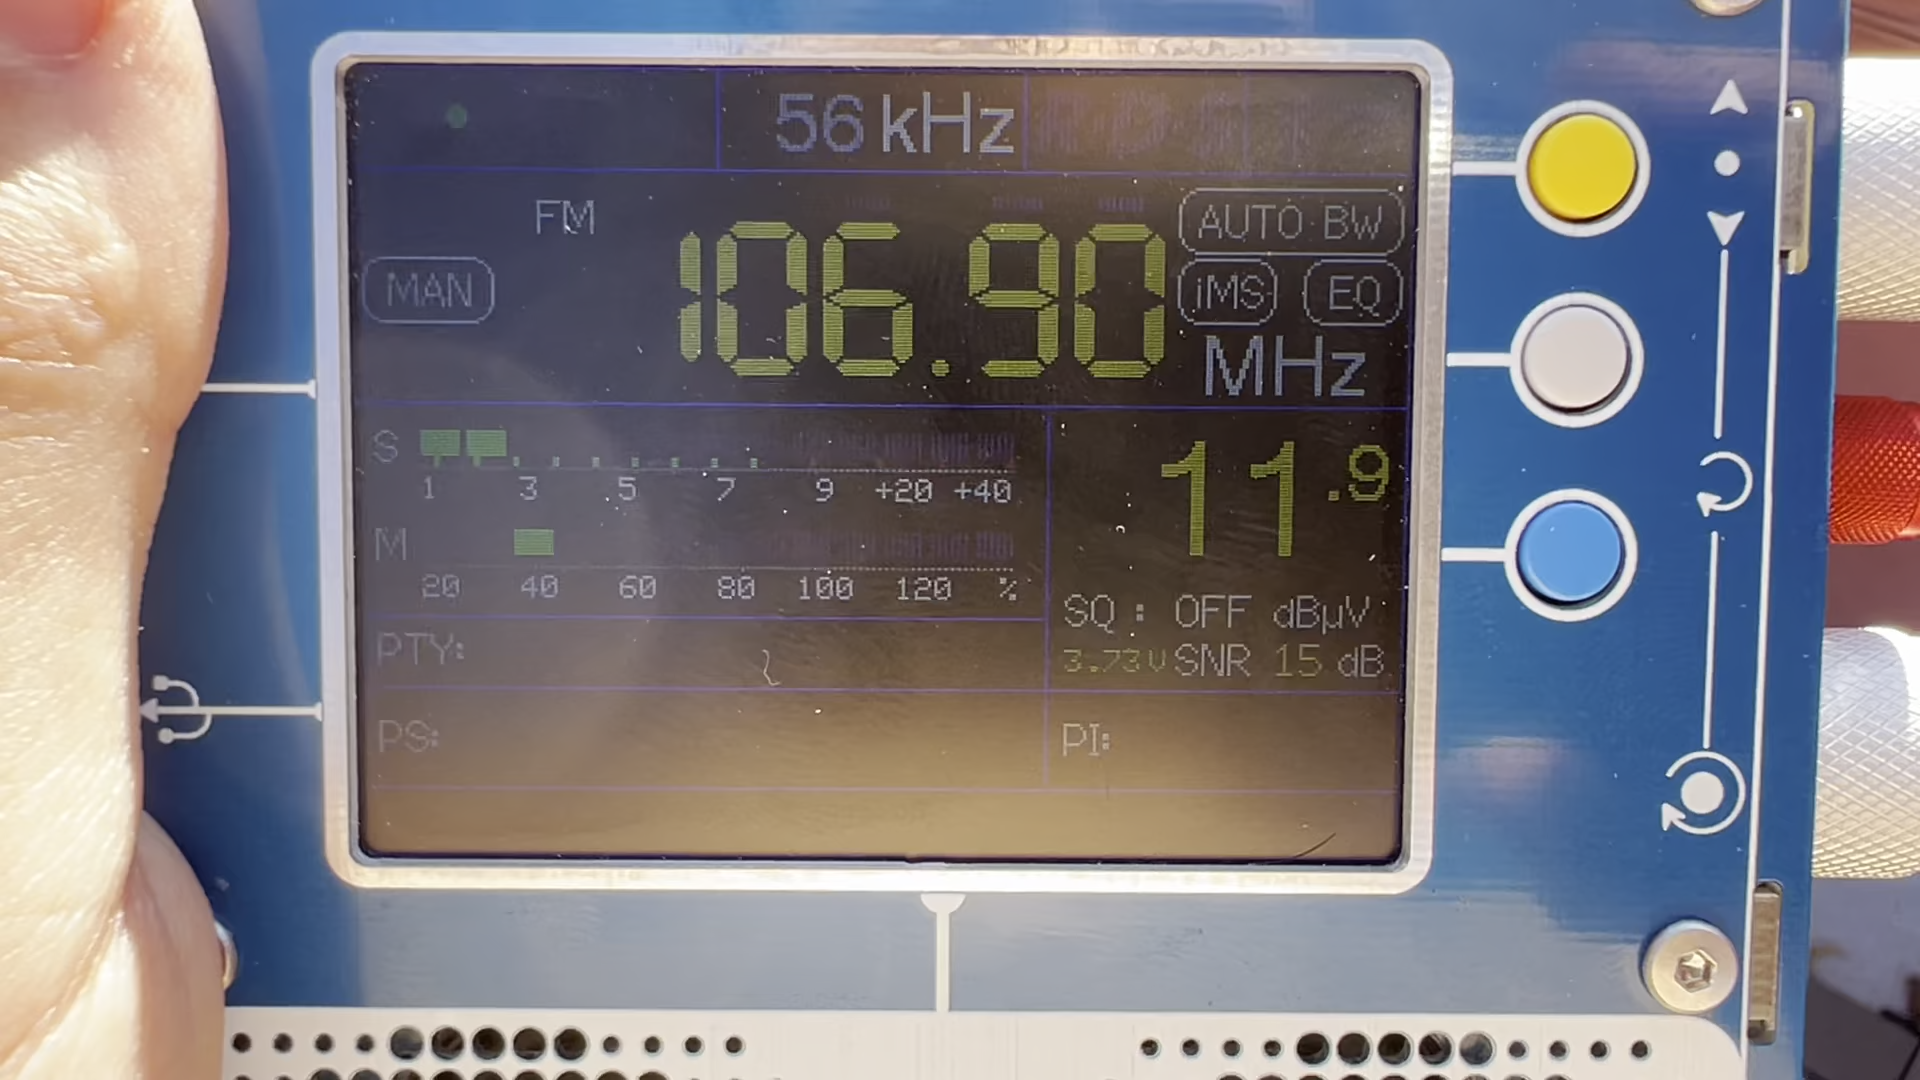 56 kHz
FM 106.90 AUTO BW
MAN iMS EQ
MHz
S 1 3 5 7 9 +20 +40
11.9
M 20 40 60 80 100 120 %
SQ : OFF dBµV
PTY: 3.73V SNR 15 dB
PS: PI: